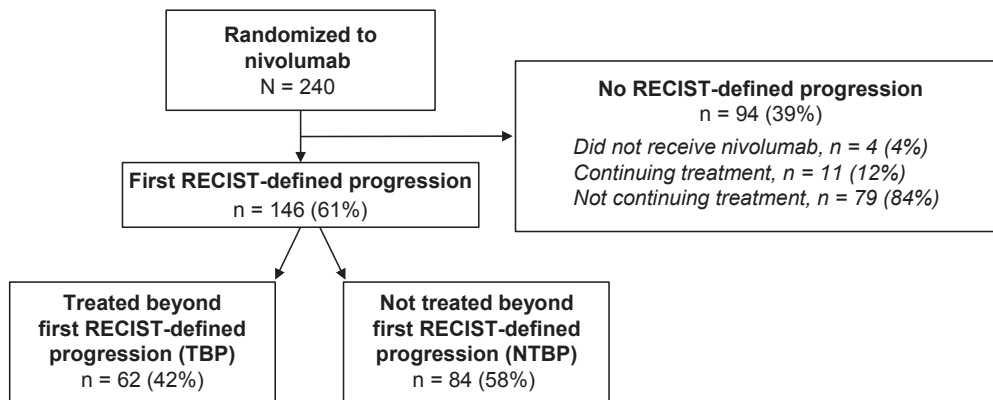 Randomized to
nivolumab
N = 240
No RECIST-defined progression
n = 94 (39%)
Did not receive nivolumab, n = 4 (4%)
Continuing treatment, n = 11 (12%)
Not continuing treatment, n = 79 (84%)
First RECIST-defined progression
n = 146 (61%)
Treated beyond
first RECIST-defined
progression (TBP)
n = 62 (42%)
Not treated beyond
first RECIST-defined
progression (NTBP)
n = 84 (58%)